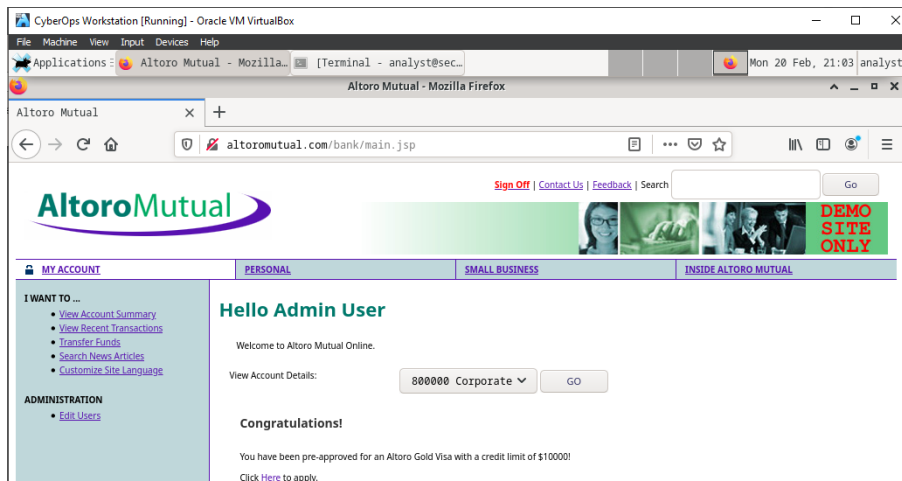 CyberOps Workstation [Running] - Oracle VM VirtualBox
File Machine View Input Devices Help
Applications Altoro Mutual - Mozilla... [Terminal - analyst@sec... Mon 20 Feb, 21:03 analyst
Altoro Mutual - Mozilla Firefox
Altoro Mutual
altoromutual.com/bank/main.jsp
Sign Off | Contact Us | Feedback | Search Go
AltoroMutual
DEMO
SITE
ONLY
MY ACCOUNT PERSONAL SMALL BUSINESS INSIDE ALTORO MUTUAL
I WANT TO ...
View Account Summary
View Recent Transactions
Transfer Funds
Search News Articles
Customize Site Language
ADMINISTRATION
Edit Users
Hello Admin User
Welcome to Altoro Mutual Online.
View Account Details: 800000 Corporate GO
Congratulations!
You have been pre-approved for an Altoro Gold Visa with a credit limit of $10000!
Click Here to apply.